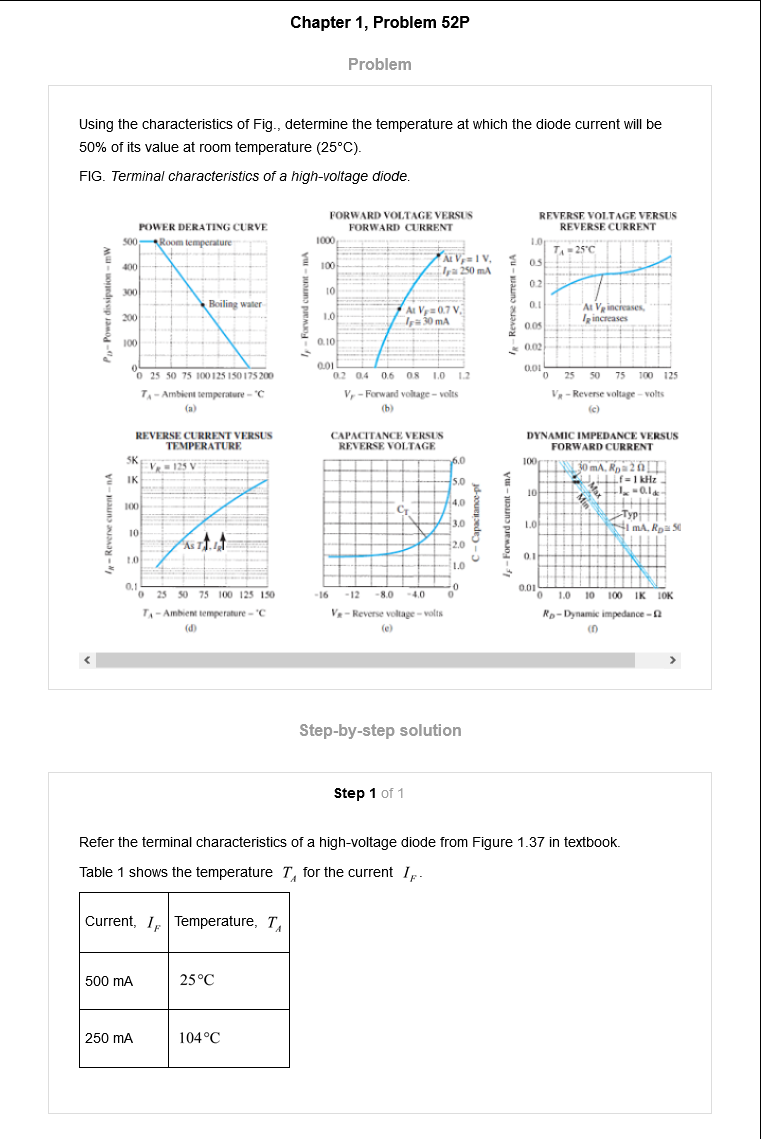 Chapter 1, Problem 52P
Problem
Using the characteristics of Fig., determine the temperature at which the diode current will be
50% of its value at room temperature (25°C).
FIG. Terminal characteristics of a high-voltage diode.
POWER DERATING CURVE
500
Room temperature
400
300
Boiling water
200
100
0
0 25 50 75 100 125 150 175 200
P_D – Power dissipation – mW
T_A – Ambient temperature – °C
(a)
FORWARD VOLTAGE VERSUS
FORWARD CURRENT
1000
At V_F = 1 V,
100
I_F ≅ 250 mA
10
At V_F = 0.7 V,
1.0
I_F ≅ 30 mA
0.10
0.01
0.2 0.4 0.6 0.8 1.0 1.2
I_F – Forward current – mA
V_F – Forward voltage – volts
(b)
REVERSE VOLTAGE VERSUS
REVERSE CURRENT
1.0
T_A = 25°C
0.5
0.2
0.1
At V_R increases,
I_R increases
0.05
0.02
0.01
0 25 50 75 100 125
I_R – Reverse current – nA
V_R – Reverse voltage – volts
(c)
REVERSE CURRENT VERSUS
TEMPERATURE
5K
V_R = 125 V
1K
100
10
As T_A, I_R
1.0
0.1
0 25 50 75 100 125 150
I_R – Reverse current – nA
T_A – Ambient temperature – °C
(d)
CAPACITANCE VERSUS
REVERSE VOLTAGE
6.0
5.0
4.0
C_T
3.0
2.0
1.0
0
-16 -12 -8.0 -4.0 0
C – Capacitance-pf
V_R – Reverse voltage – volts
(e)
DYNAMIC IMPEDANCE VERSUS
FORWARD CURRENT
100
30 mA, R_D ≅ 2 Ω
f = 1 kHz
I_ac = 0.1 I_dc
10
Max
Min
Typ
1.0
1 mA, R_D ≅ 50
0.1
0.01
0 1.0 10 100 1K 10K
I_F – Forward current – mA
R_D – Dynamic impedance – Ω
(f)
Step-by-step solution
Step 1 of 1
Refer the terminal characteristics of a high-voltage diode from Figure 1.37 in textbook.
Table 1 shows the temperature T_A for the current I_F.
Current, I_F Temperature, T_A
500 mA 25°C
250 mA 104°C